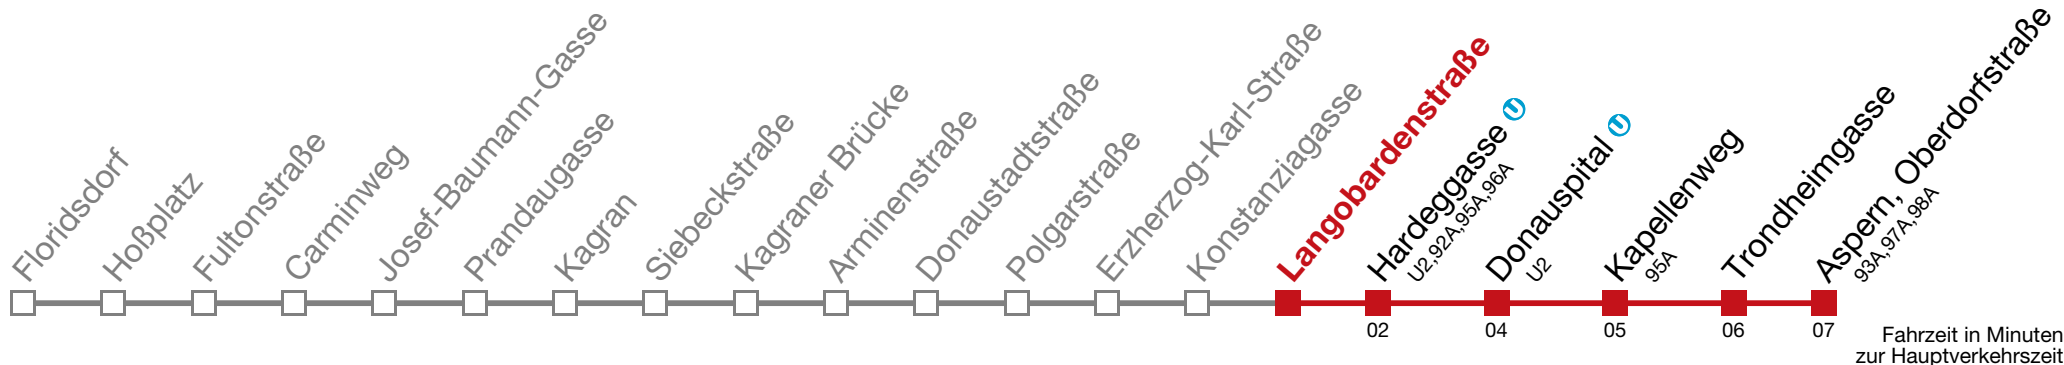 Floridsdorf
Hoßplatz
Fultonstraße
Carminweg
Josef-Baumann-Gasse
Prandaugasse
Kagran
Siebeckstraße
Kagraner Brücke
Arminenstraße
Donaustadtstraße
Polgarstraße
Erzherzog-Karl-Straße
Konstanziagasse
Langobardenstraße
Hardeggasse U
U2,92A,95A,96A
Donauspital U
U2
Kapellenweg
95A
Trondheimgasse
Aspern, Oberdorfstraße
93A,97A,98A
02 04 05 06 07
Fahrzeit in Minuten
zur Hauptverkehrszeit